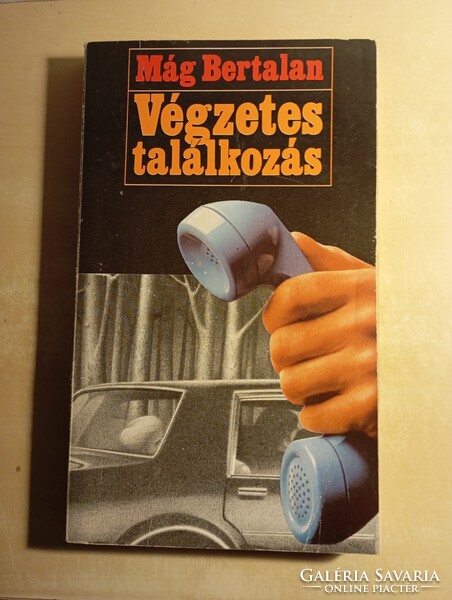 Mág Bertalan
Végzetes
találkozás
GALÉRIA SAVARIA
ONLINE PIACTÉR